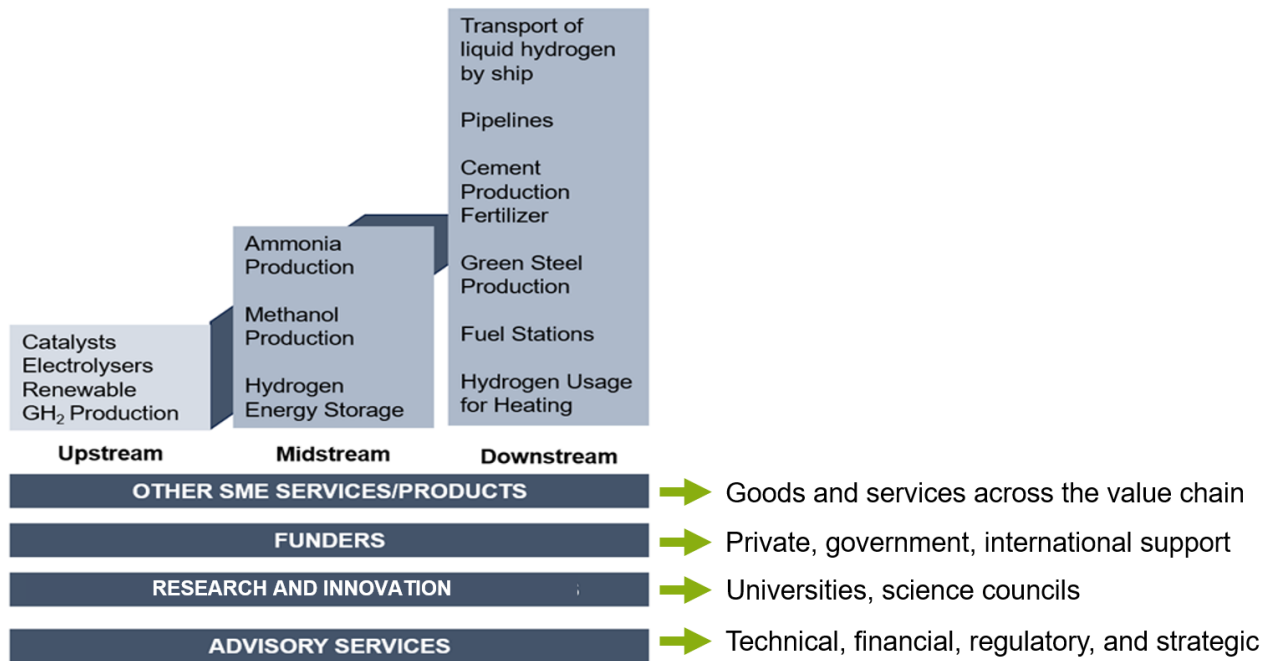 Transport of
liquid hydrogen
by ship
Pipelines
Cement
Production
Fertilizer
Green Steel
Production
Fuel Stations
Hydrogen Usage
for Heating
Ammonia
Production
Methanol
Production
Hydrogen
Energy Storage
Catalysts
Electrolysers
Renewable
GH₂ Production
Upstream
Midstream
Downstream
OTHER SME SERVICES/PRODUCTS
Goods and services across the value chain
FUNDERS
Private, government, international support
RESEARCH AND INNOVATION
Universities, science councils
ADVISORY SERVICES
Technical, financial, regulatory, and strategic